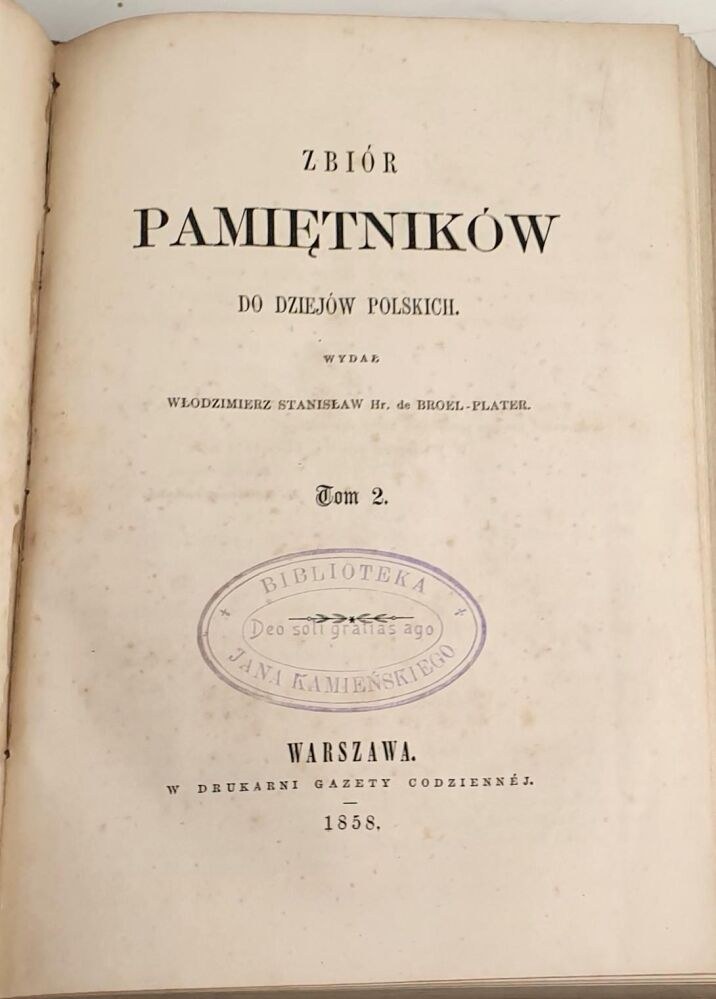 ZBIÓR
PAMIĘTNIKÓW
DO DZIEJÓW POLSKICH.
WYDAŁ
WŁODZIMIERZ STANISŁAW Hr. de BROEL-PLATER.
Tom 2.
BIBLIOTEKA
Deo soli gratias ago
JANA KAMIEŃSKIEGO
WARSZAWA.
W DRUKARNI GAZETY CODZIENNÉJ.
1858.